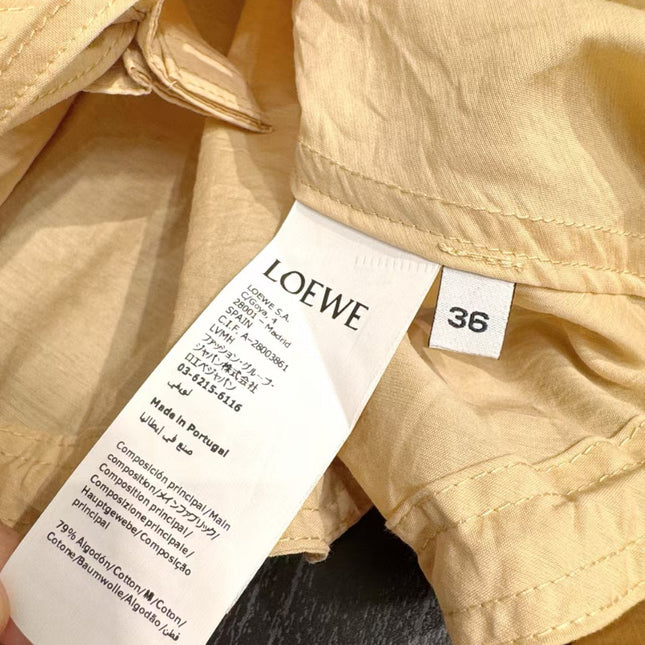 LOEWE
LOEWE S.A.
C/Goya, 4
28001 - Madrid
SPAIN
C.I.F. A-28003861
LVMH
ファッション・グループ・
ジャパン株式会社
ロエベジャパン
03-6215-6116
لويفي
Made in Portugal
صنع في إيطاليا
Composición principal/Main
composition/メインファブリック/
Composition principal/
Composizione principale/
Hauptgewebe/Composição
principal
79% Algodón/Cotton/綿/Coton/
Cotone/Baumwolle/Algodão/
قطن
36